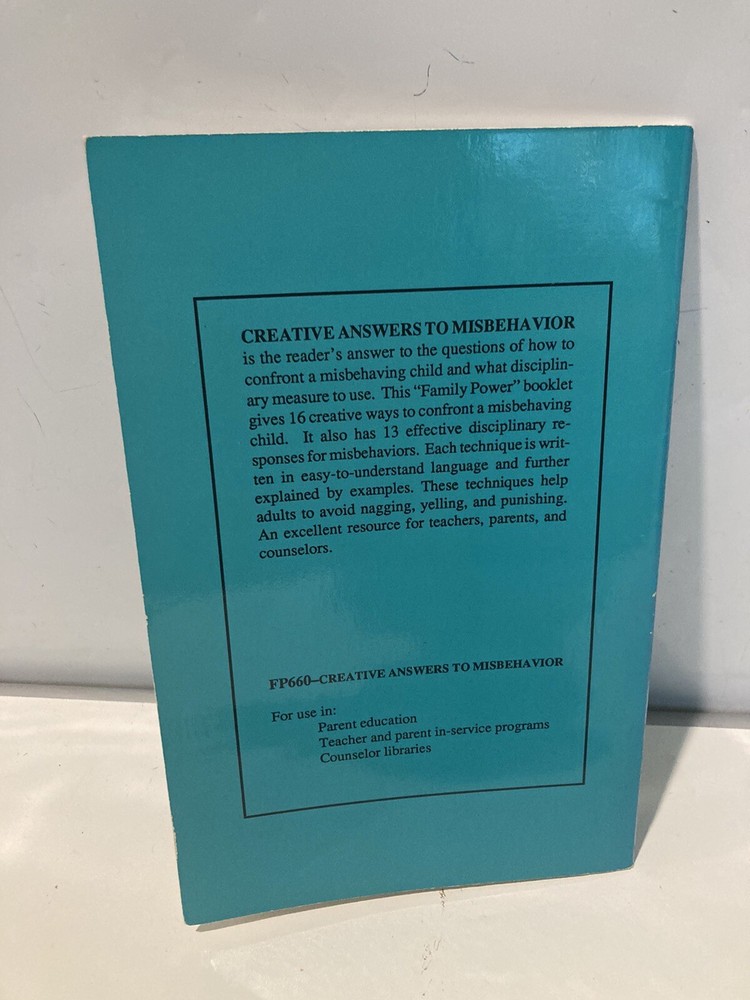 CREATIVE ANSWERS TO MISBEHAVIOR
is the reader's answer to the questions of how to
confront a misbehaving child and what disciplin-
ary measure to use. This "Family Power" booklet
gives 16 creative ways to confront a misbehaving
child. It also has 13 effective disciplinary re-
sponses for misbehaviors. Each technique is writ-
ten in easy-to-understand language and further
explained by examples. These techniques help
adults to avoid nagging, yelling, and punishing.
An excellent resource for teachers, parents, and
counselors.
FP660–CREATIVE ANSWERS TO MISBEHAVIOR
For use in:
Parent education
Teacher and parent in-service programs
Counselor libraries